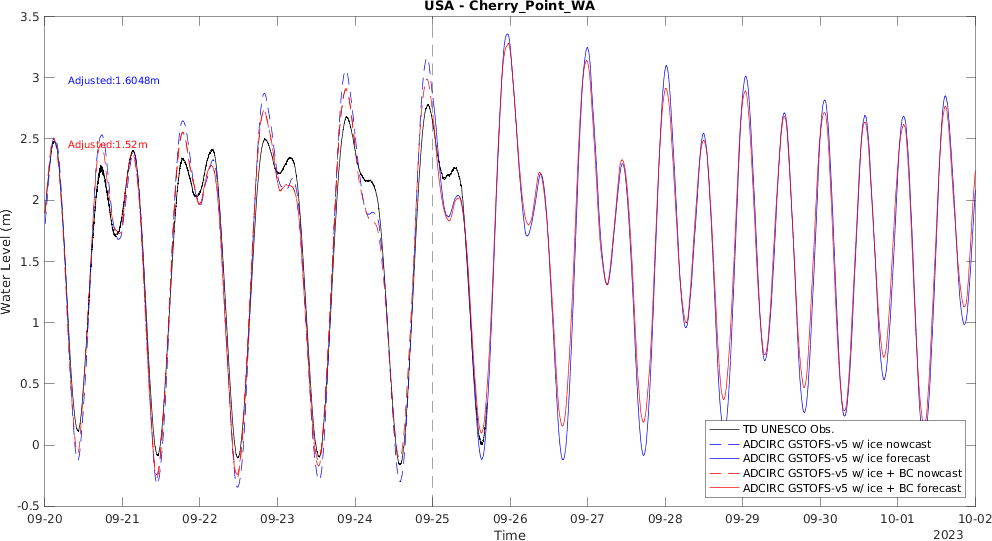 USA - Cherry_Point_WA
3.5
3
2.5
2
1.5
1
0.5
0
-0.5
Water Level (m)
Adjusted:1.6048m
Adjusted:1.52m
TD UNESCO Obs.
ADCIRC GSTOFS-v5 w/ ice nowcast
ADCIRC GSTOFS-v5 w/ ice forecast
ADCIRC GSTOFS-v5 w/ ice + BC nowcast
ADCIRC GSTOFS-v5 w/ ice + BC forecast
09-20 09-21 09-22 09-23 09-24 09-25 09-26 09-27 09-28 09-29 09-30 10-01 10-02
Time
2023